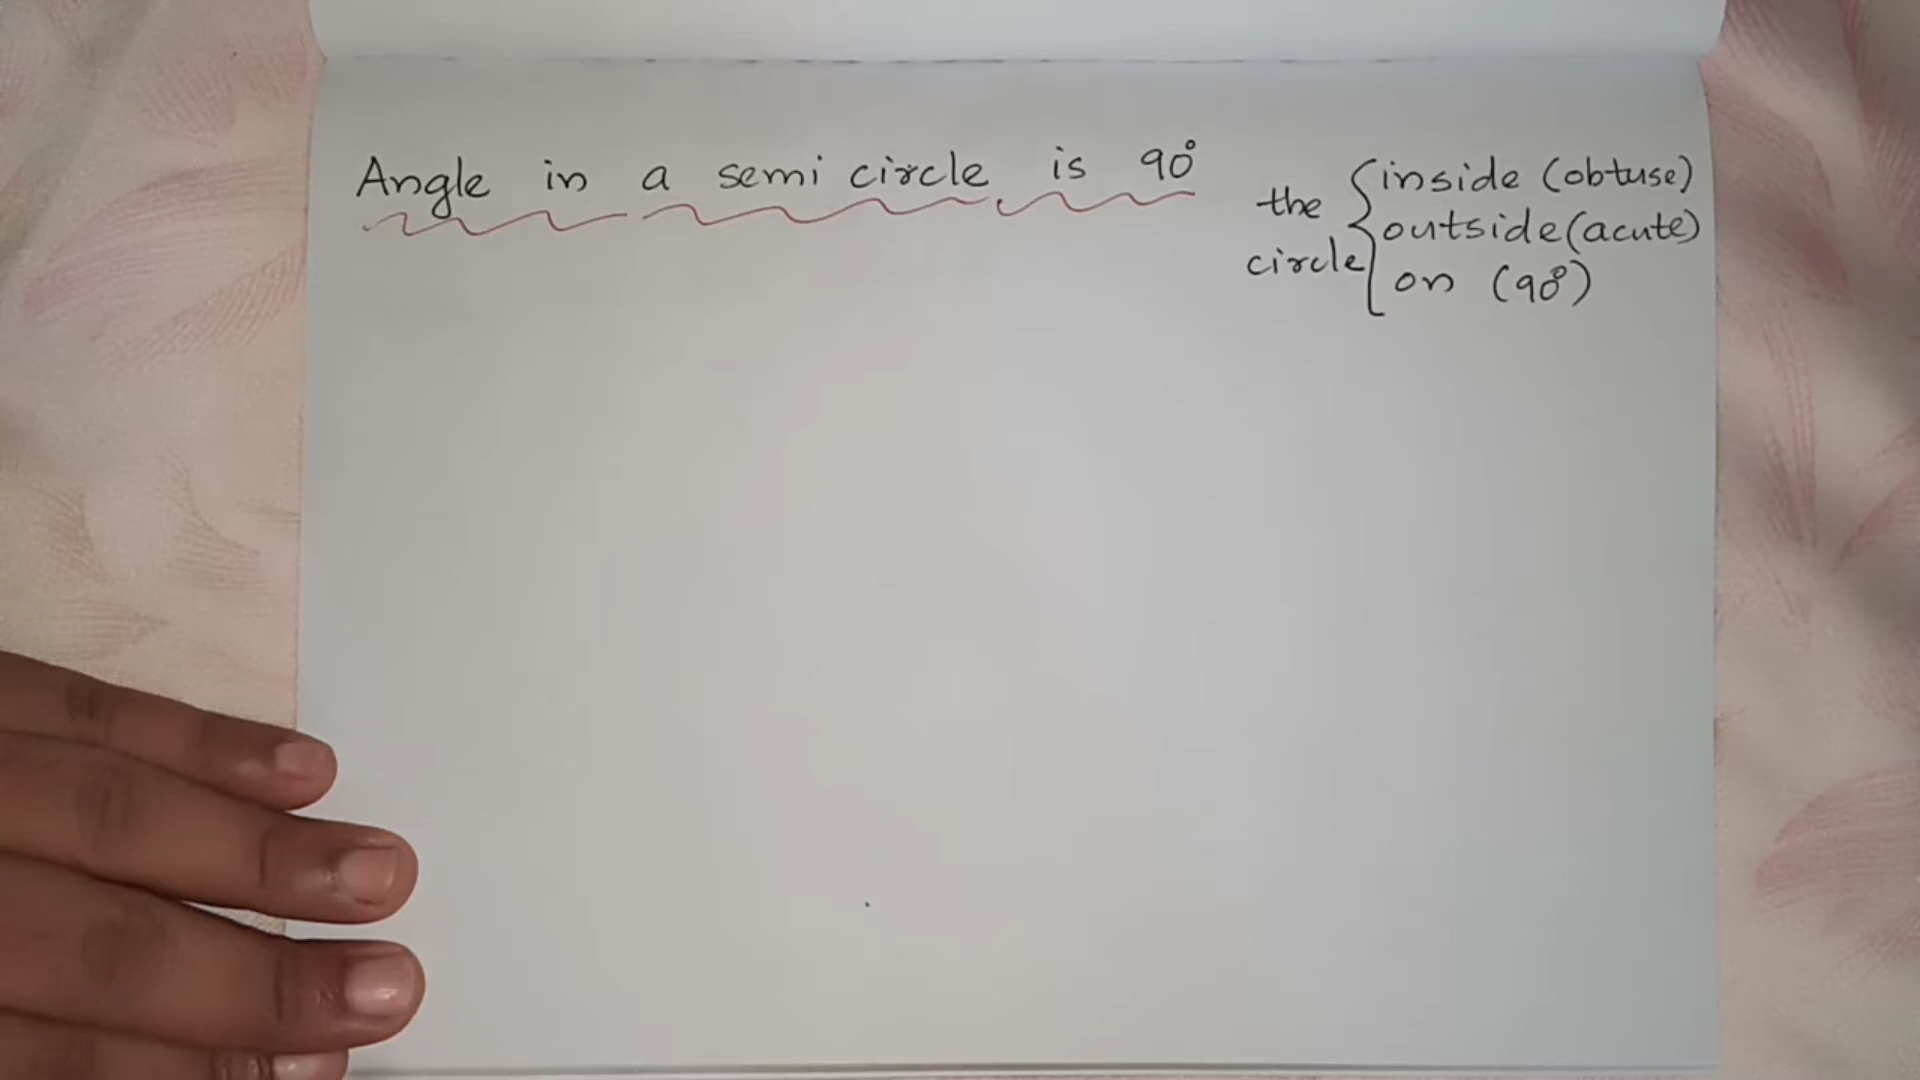 Angle in a semi circle is 90°
the circle
inside (obtuse)
outside (acute)
on (90°)